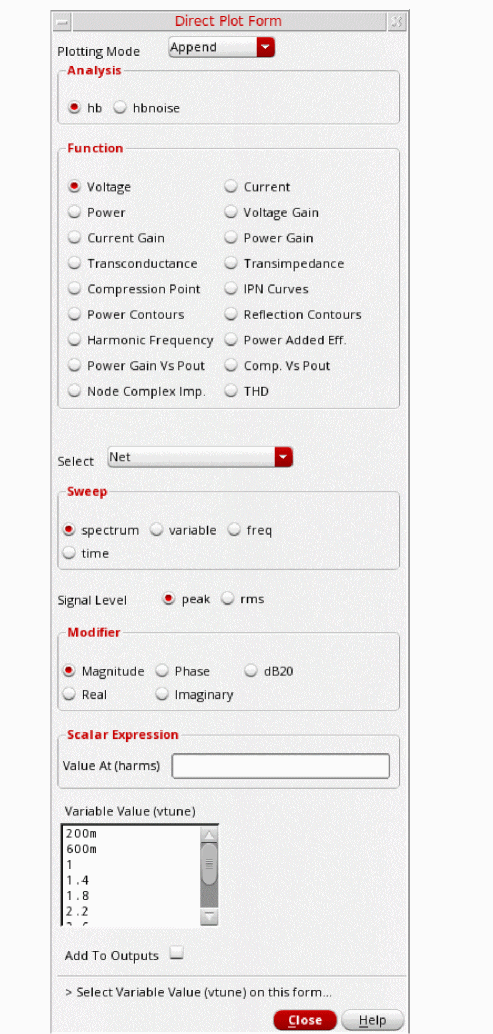 Direct Plot Form
Plotting Mode Append
Analysis
hb hbnoise
Function
Voltage Current
Power Voltage Gain
Current Gain Power Gain
Transconductance Transimpedance
Compression Point IPN Curves
Power Contours Reflection Contours
Harmonic Frequency Power Added Eff.
Power Gain Vs Pout Comp. Vs Pout
Node Complex Imp. THD
Select Net
Sweep
spectrum variable freq
time
Signal Level peak rms
Modifier
Magnitude Phase dB20
Real Imaginary
Scalar Expression
Value At (harms)
Variable Value (vtune)
200m
600m
1
1.4
1.8
2.2
Add To Outputs
> Select Variable Value (vtune) on this form...
Close Help